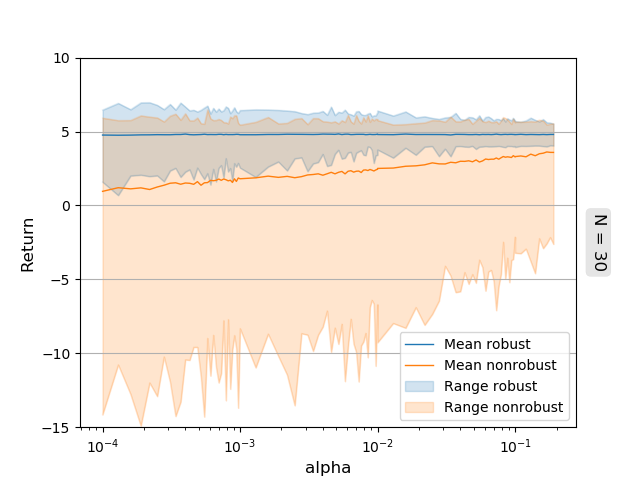 10
5
0
−5
−10
−15
Return
10⁻⁴
10⁻³
10⁻²
10⁻¹
alpha
N = 30
Mean robust
Mean nonrobust
Range robust
Range nonrobust